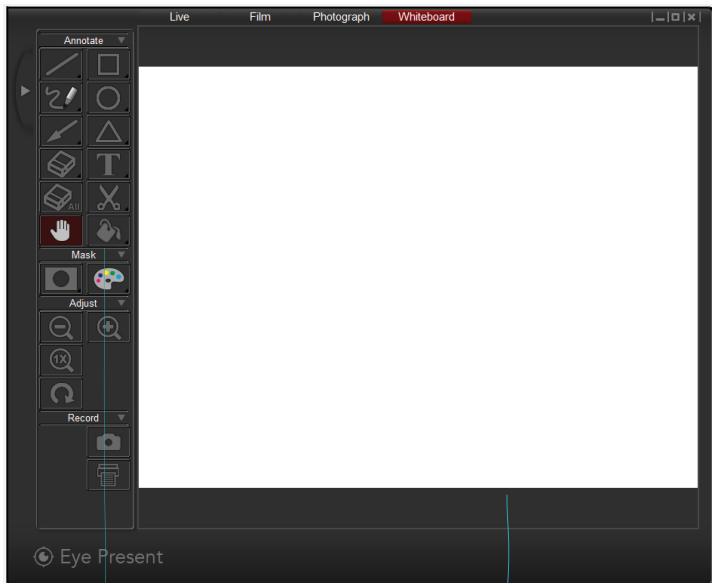 Live Film Photograph Whiteboard
Annotate
T
All
Mask
Adjust
1X
Record
Eye Present